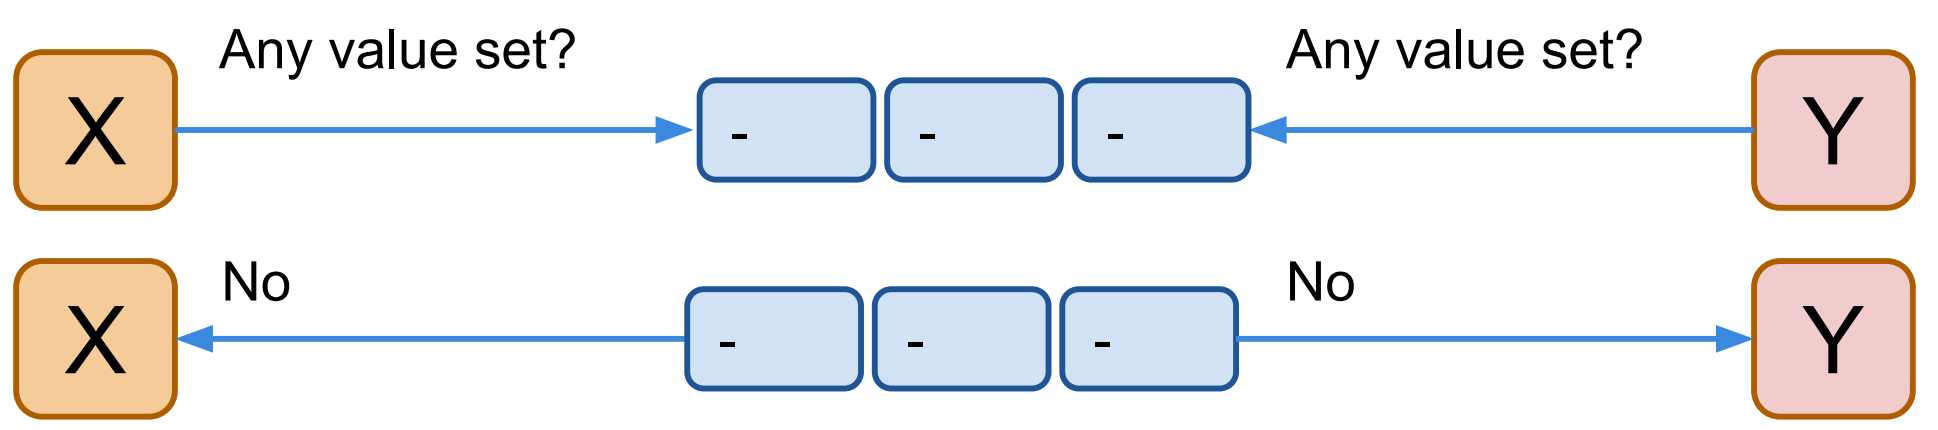 X Any value set? - - - Any value set? Y
X No - - - No Y